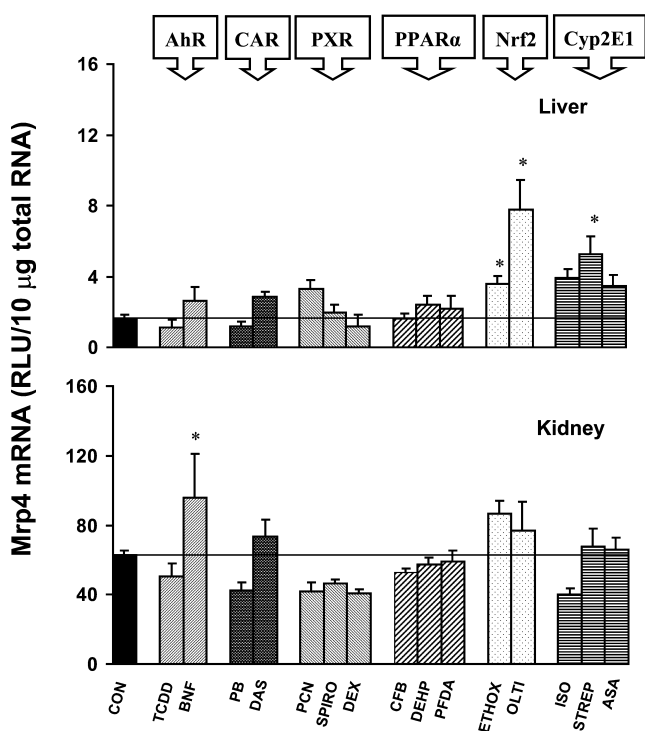 AhR CAR PXR PPARα Nrf2 Cyp2E1
Mrp4 mRNA (RLU/10 µg total RNA)
16
Liver
12
*
8
*
*
4
0
160
Kidney
*
120
80
40
0
CON TCDD BNF PB DAS PCN SPIRO DEX CFB DEHP PFDA ETHOX OLTI ISO STREP ASA